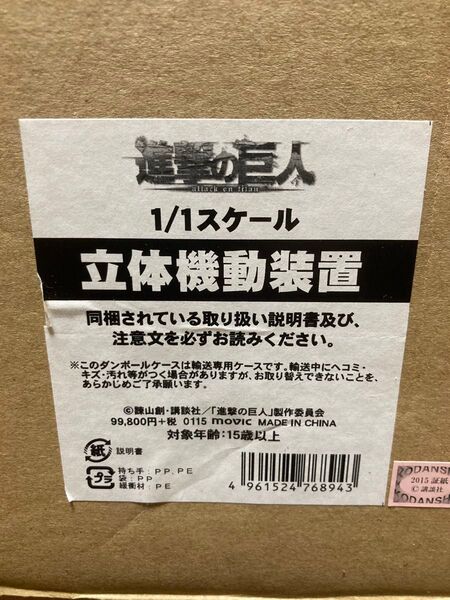 進撃の巨人
attack on titan
1/1スケール
立体機動装置
同梱されている取り扱い説明書及び、
注意文を必ずお読みください。
※このダンボールケースは輸送専用ケースです。輸送中にヘコミ・
キズ・汚れ等がつく場合がありますが、お取り替えできないことを、
あらかじめご了承願います。
©諫山創・講談社/「進撃の巨人」製作委員会
99,800円+税 0115 movic MADE IN CHINA
対象年齢:15歳以上
紙 説明書
プラ
持ち手:PP,PE
袋:PP
緩衝材:PE
4 961524 768943
KODANSH
2015 証紙
©講談社
KODANSH